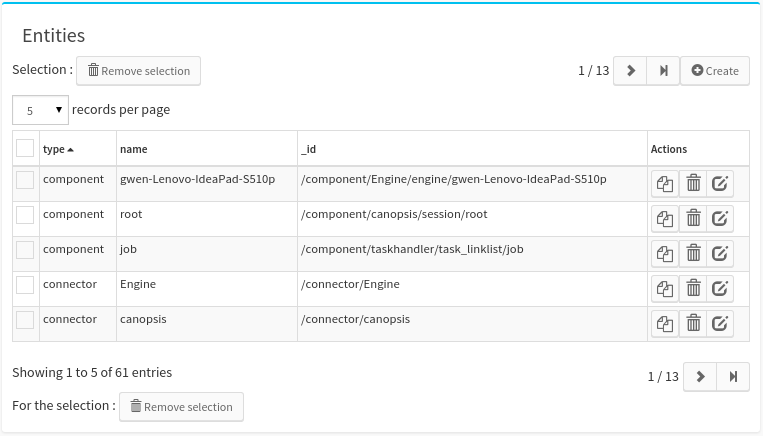 Entities
Selection : Remove selection 1 / 13 Create
5 records per page
type name _id Actions
component gwen-Lenovo-IdeaPad-S510p /component/Engine/engine/gwen-Lenovo-IdeaPad-S510p
component root /component/canopsis/session/root
component job /component/taskhandler/task_linklist/job
connector Engine /connector/Engine
connector canopsis /connector/canopsis
Showing 1 to 5 of 61 entries 1 / 13
For the selection : Remove selection